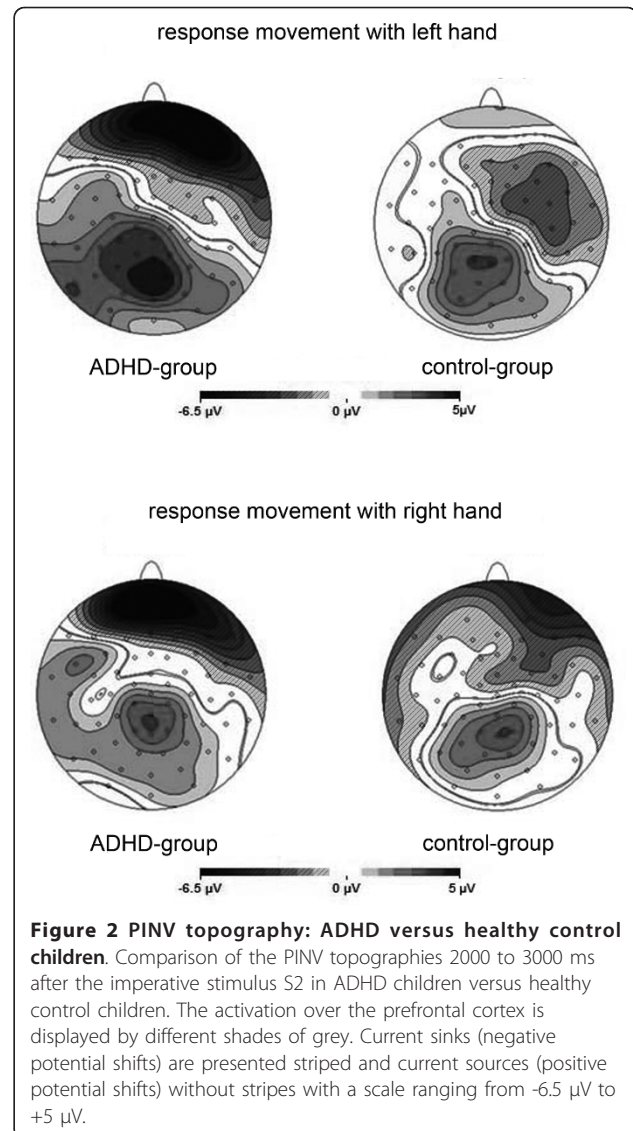 response movement with left hand
ADHD-group control-group
-6.5 µV 0 µV 5µV
response movement with right hand
ADHD-group control-group
-6.5 µV 0 µV 5 µV
Figure 2 PINV topography: ADHD versus healthy control
children. Comparison of the PINV topographies 2000 to 3000 ms
after the imperative stimulus S2 in ADHD children versus healthy
control children. The activation over the prefrontal cortex is
displayed by different shades of grey. Current sinks (negative
potential shifts) are presented striped and current sources (positive
potential shifts) without stripes with a scale ranging from -6.5 µV to
+5 µV.